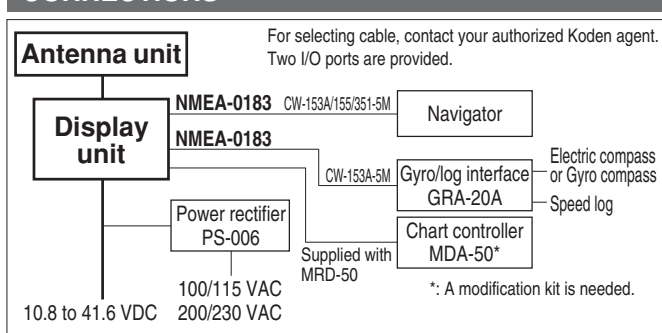 CONNECTIONS
For selecting cable, contact your authorized Koden agent.
Two I/O ports are provided.
Antenna unit
NMEA-0183 CW-153A/155/351-5M
Navigator
Display
unit
NMEA-0183
CW-153A-5M
Gyro/log interface
GRA-20A
Electric compass
or Gyro compass
Speed log
Power rectifier
PS-006
Supplied with
MRD-50
Chart controller
MDA-50*
100/115 VAC
200/230 VAC
10.8 to 41.6 VDC
*: A modification kit is needed.